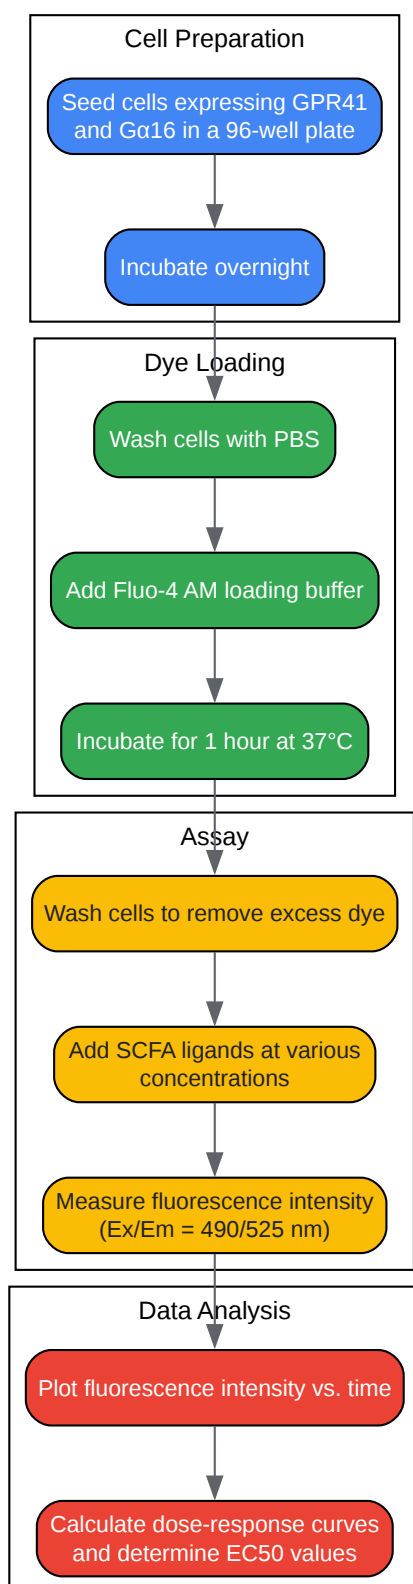 Cell Preparation
Seed cells expressing GPR41
and Gα16 in a 96-well plate
Incubate overnight
Dye Loading
Wash cells with PBS
Add Fluo-4 AM loading buffer
Incubate for 1 hour at 37°C
Assay
Wash cells to remove excess dye
Add SCFA ligands at various
concentrations
Measure fluorescence intensity
(Ex/Em = 490/525 nm)
Data Analysis
Plot fluorescence intensity vs. time
Calculate dose-response curves
and determine EC50 values